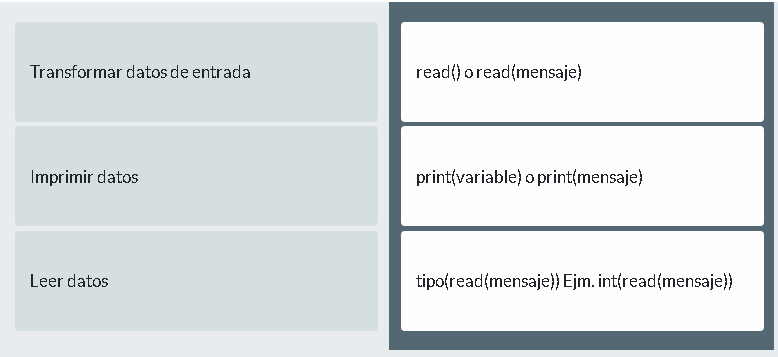 Transformar datos de entrada
read() o read(mensaje)
Imprimir datos
print(variable) o print(mensaje)
Leer datos
tipo(read(mensaje)) Ejm. int(read(mensaje))